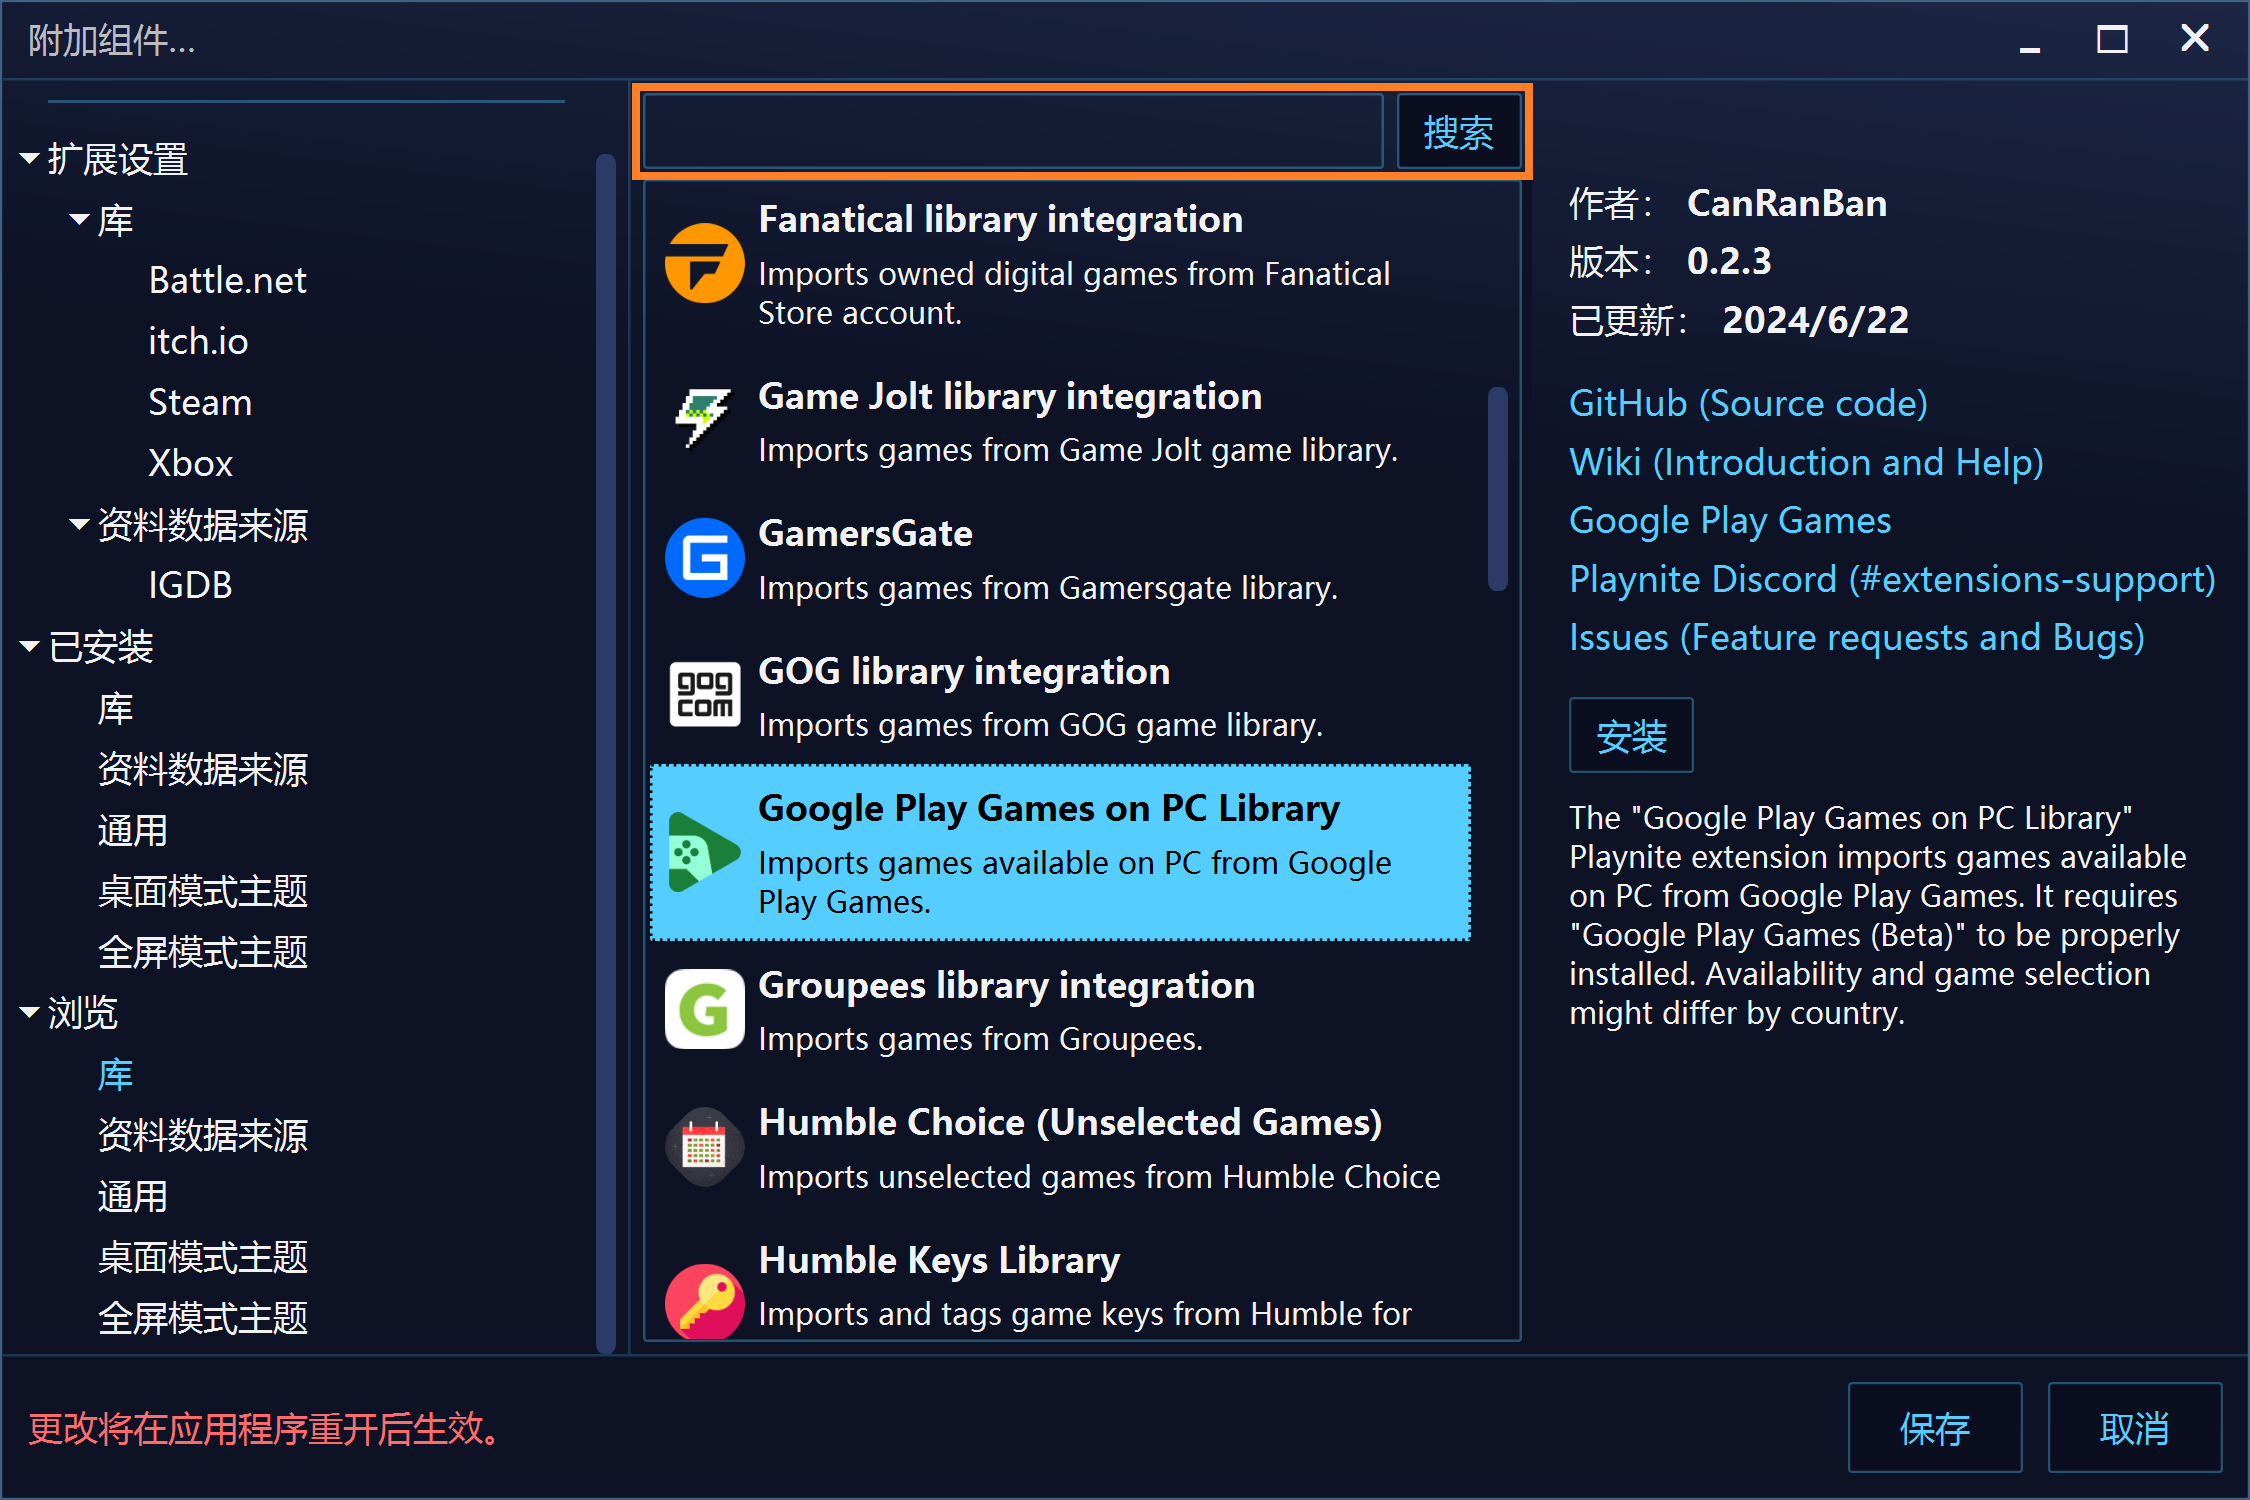 附加组件...
扩展设置
库
Battle.net
itch.io
Steam
Xbox
资料数据来源
IGDB
已安装
库
资料数据来源
通用
桌面模式主题
全屏模式主题
浏览
库
资料数据来源
通用
桌面模式主题
全屏模式主题
搜索
Fanatical library integration
Imports owned digital games from Fanatical
Store account.
Game Jolt library integration
Imports games from Game Jolt game library.
GamersGate
Imports games from Gamersgate library.
gog
com
GOG library integration
Imports games from GOG game library.
Google Play Games on PC Library
Imports games available on PC from Google
Play Games.
Groupees library integration
Imports games from Groupees.
Humble Choice (Unselected Games)
Imports unselected games from Humble Choice
Humble Keys Library
Imports and tags game keys from Humble for
作者： CanRanBan
版本： 0.2.3
已更新： 2024/6/22
GitHub (Source code)
Wiki (Introduction and Help)
Google Play Games
Playnite Discord (#extensions-support)
Issues (Feature requests and Bugs)
安装
The "Google Play Games on PC Library"
Playnite extension imports games available
on PC from Google Play Games. It requires
"Google Play Games (Beta)" to be properly
installed. Availability and game selection
might differ by country.
更改将在应用程序重开后生效。
保存
取消